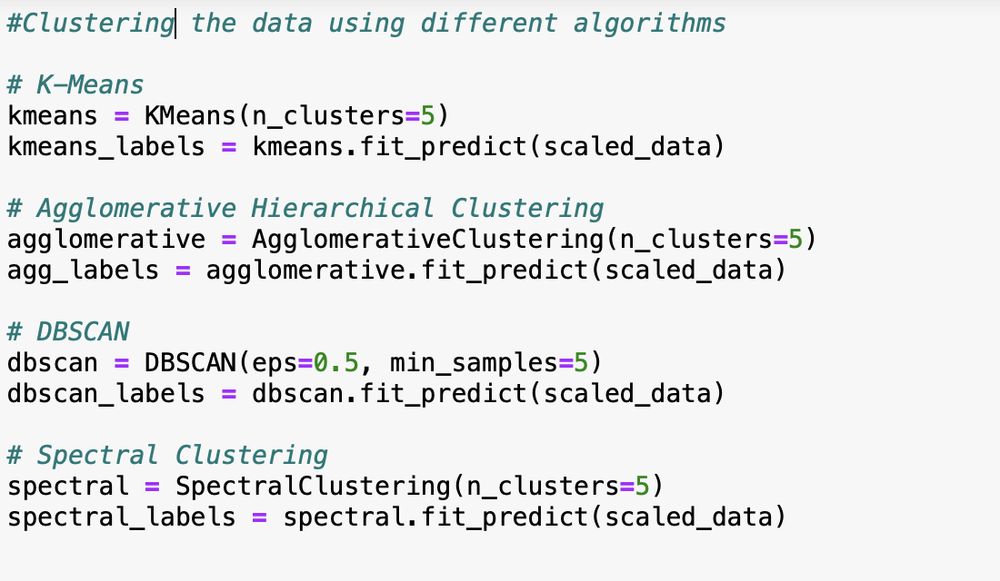 #Clustering the data using different algorithms
# K-Means
kmeans = KMeans(n_clusters=5)
kmeans_labels = kmeans.fit_predict(scaled_data)
# Agglomerative Hierarchical Clustering
agglomerative = AgglomerativeClustering(n_clusters=5)
agg_labels = agglomerative.fit_predict(scaled_data)
# DBSCAN
dbscan = DBSCAN(eps=0.5, min_samples=5)
dbscan_labels = dbscan.fit_predict(scaled_data)
# Spectral Clustering
spectral = SpectralClustering(n_clusters=5)
spectral_labels = spectral.fit_predict(scaled_data)